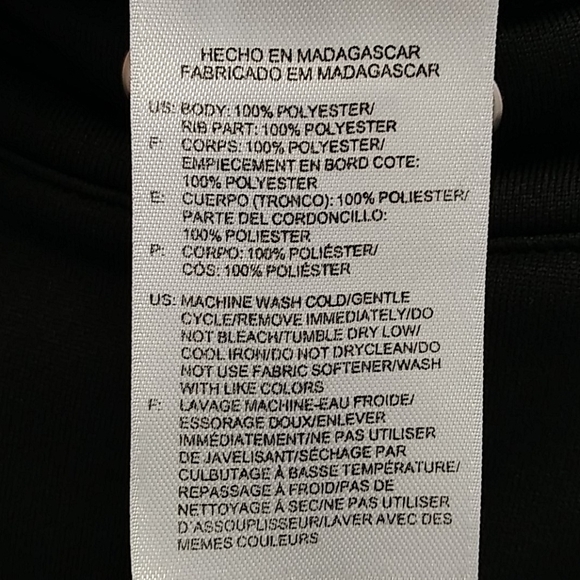 HECHO EN MADAGASCAR
FABRICADO EM MADAGASCAR
US: BODY: 100% POLYESTER/
RIB PART: 100% POLYESTER
F: CORPS: 100% POLYESTER/
EMPIECEMENT EN BORD COTE:
100% POLYESTER
E: CUERPO (TRONCO): 100% POLIESTER/
PARTE DEL CORDONCILLO:
100% POLIESTER
P: CORPO: 100% POLIÉSTER/
CÓS: 100% POLIÉSTER
US: MACHINE WASH COLD/GENTLE
CYCLE/REMOVE IMMEDIATELY/DO
NOT BLEACH/TUMBLE DRY LOW/
COOL IRON/DO NOT DRYCLEAN/DO
NOT USE FABRIC SOFTENER/WASH
WITH LIKE COLORS
F: LAVAGE MACHINE-EAU FROIDE/
ESSORAGE DOUX/ENLEVER
IMMÉDIATEMENT/NE PAS UTILISER
DE JAVELISANT/SÉCHAGE PAR
CULBUTAGE À BASSE TEMPÉRATURE/
REPASSAGE À FROID/PAS DE
NETTOYAGE À SEC/NE PAS UTILISER
D'ASSOUPLISSEUR/LAVER AVEC DES
MEMES COULEURS